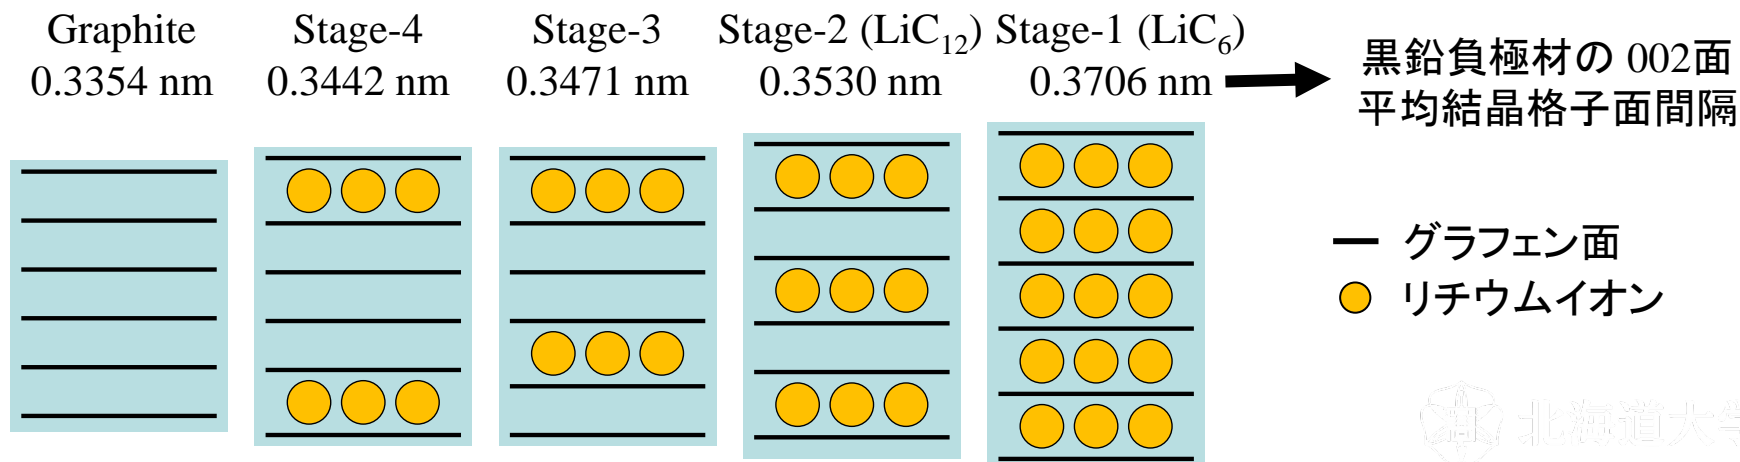 Graphite
0.3354 nm
Stage-4
0.3442 nm
Stage-3
0.3471 nm
Stage-2 (LiC₁₂)
0.3530 nm
Stage-1 (LiC₆)
0.3706 nm
黒鉛負極材の 002面
平均結晶格子面間隔
グラフェン面
リチウムイオン
北海道大学